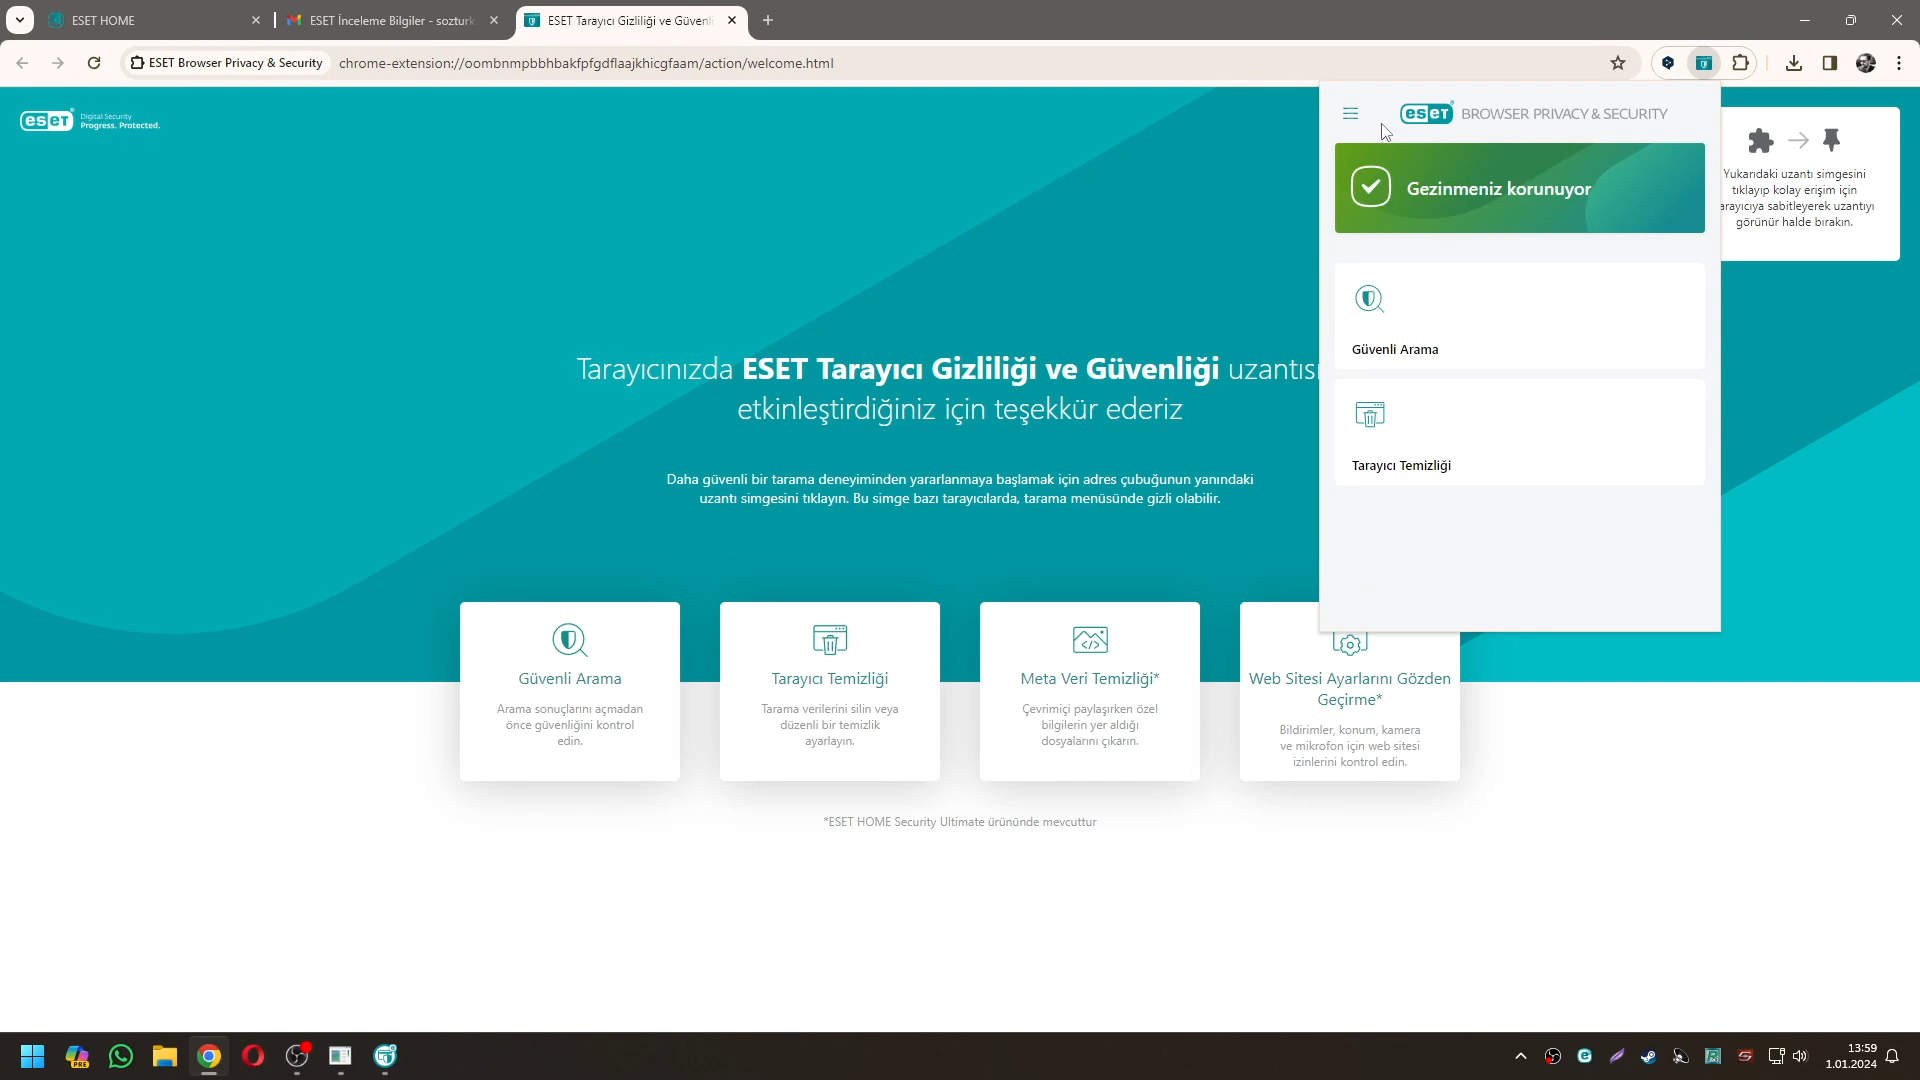 ESET HOME
ESET İnceleme Bilgiler - sozturk
ESET Tarayıcı Gizliliği ve Güvenli
ESET Browser Privacy & Security
chrome-extension://oombnmpbbhbakfpfgdflaajkhicgfaam/action/welcome.html
eset
Digital Security
Progress. Protected.
eset BROWSER PRIVACY & SECURITY
Gezinmeniz korunuyor
Güvenli Arama
Tarayıcı Temizliği
Yukarıdaki uzantı simgesini
tıklayıp kolay erişim için
arayıcıya sabitleyerek uzantıyı
görünür halde bırakın.
Tarayıcınızda ESET Tarayıcı Gizliliği ve Güvenliği uzantısı
etkinleştirdiğiniz için teşekkür ederiz
Daha güvenli bir tarama deneyiminden yararlanmaya başlamak için adres çubuğunun yanındaki
uzantı simgesini tıklayın. Bu simge bazı tarayıcılarda, tarama menüsünde gizli olabilir.
Güvenli Arama
Arama sonuçlarını açmadan
önce güvenliğini kontrol
edin.
Tarayıcı Temizliği
Tarama verilerini silin veya
düzenli bir temizlik
ayarlayın.
Meta Veri Temizliği*
Çevrimiçi paylaşırken özel
bilgilerin yer aldığı
dosyalarını çıkarın.
Web Sitesi Ayarlarını Gözden
Geçirme*
Bildirimler, konum, kamera
ve mikrofon için web sitesi
izinlerini kontrol edin.
*ESET HOME Security Ultimate ürününde mevcuttur
PRE
13:59
1.01.2024